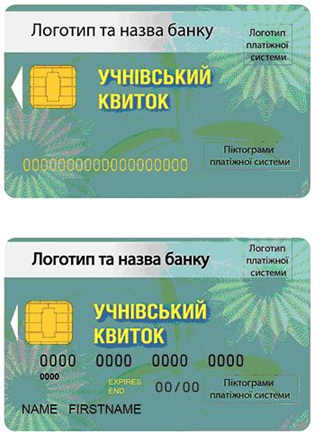 Логотип та назва банку
Логотип
платіжної
системи
УЧНІВСЬКИЙ
КВИТОК
0000000000000000000
Піктограми
платіжної системи
Логотип та назва банку
Логотип
платіжної
системи
УЧНІВСЬКИЙ
КВИТОК
0000 0000 0000 0000
0000
EXPIRES
END
00/00
Піктограми
платіжної системи
NAME FIRSTNAME